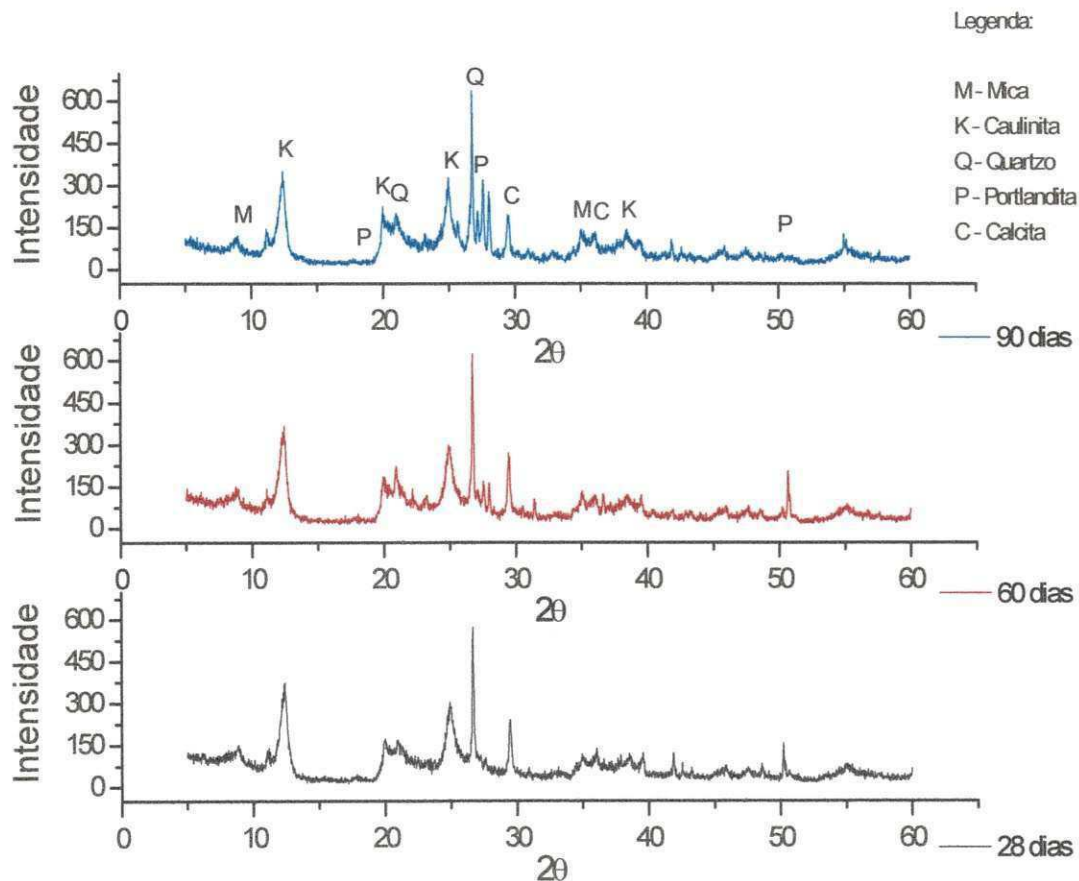 Legenda:
M - Mica
K - Caulinita
Q - Quartzo
P - Portlandita
C - Calcita
Intensidade
600
450
300
150
0
M K P K Q K Q P C M C K P
0 10 20 30 40 50 60
2θ
90 dias
Intensidade
600
450
300
150
0
0 10 20 30 40 50 60
2θ
60 dias
Intensidade
600
450
300
150
0
0 10 20 30 40 50 60
2θ
28 dias